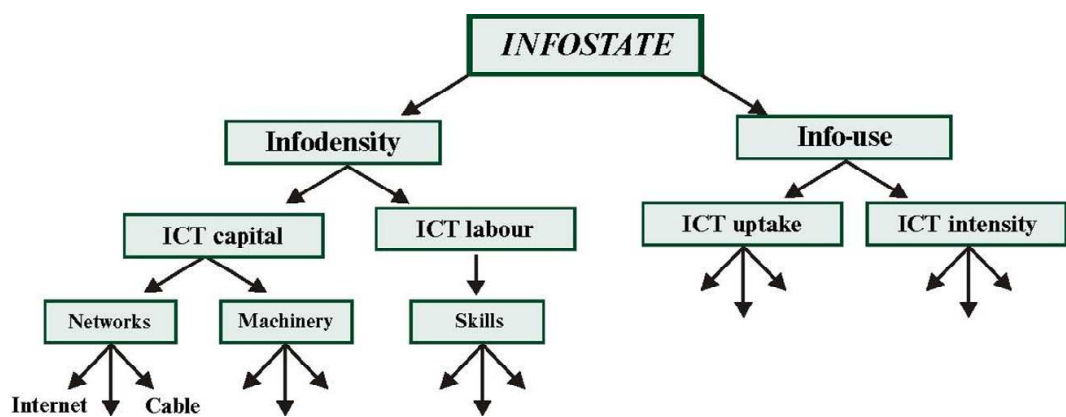 INFOSTATE
Infodensity
Info-use
ICT capital
ICT labour
ICT uptake
ICT intensity
Networks
Machinery
Skills
Internet
Cable